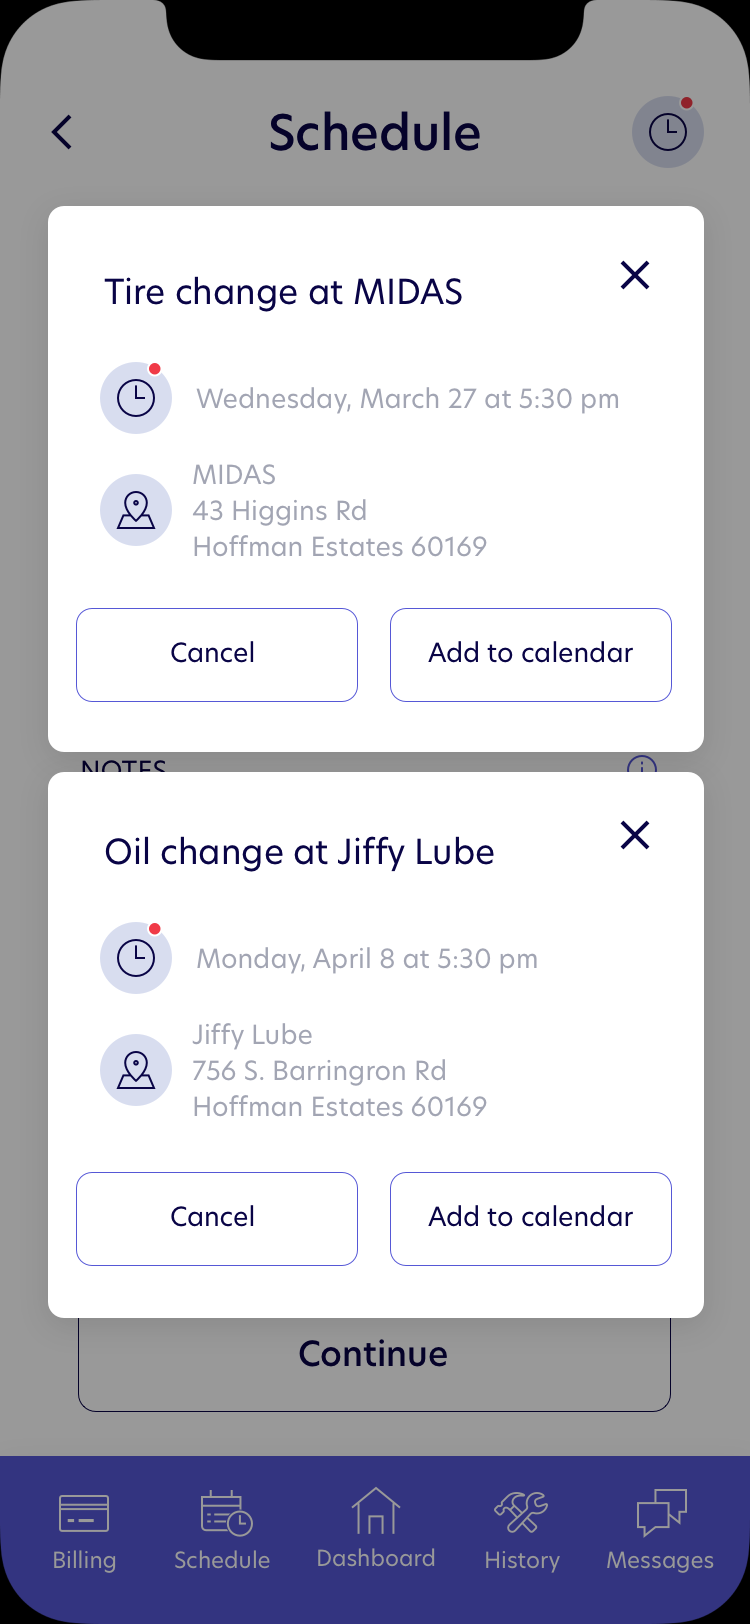 Schedule
Tire change at MIDAS
Wednesday, March 27 at 5:30 pm
MIDAS
43 Higgins Rd
Hoffman Estates 60169
Cancel
Add to calendar
NOTES
Oil change at Jiffy Lube
Monday, April 8 at 5:30 pm
Jiffy Lube
756 S. Barringron Rd
Hoffman Estates 60169
Cancel
Add to calendar
Continue
Billing
Schedule
Dashboard
History
Messages